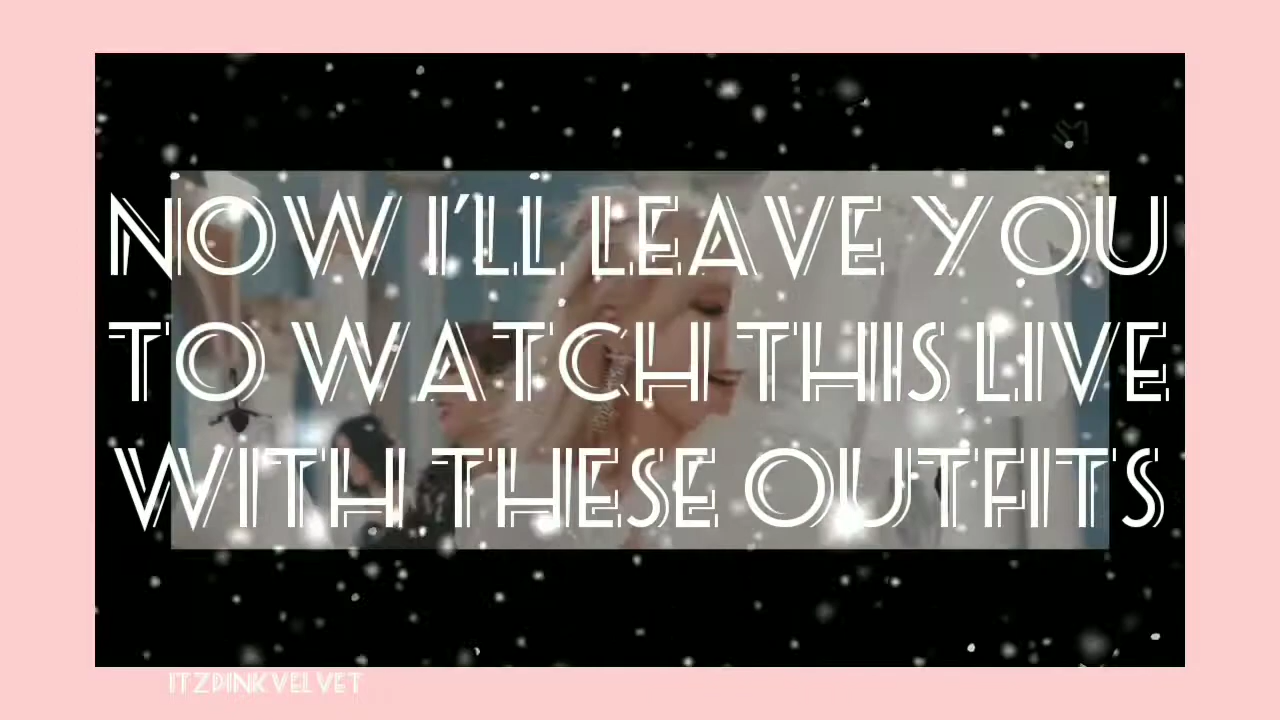 NOW I'LL LEAVE YOU
TO WATCH THIS LIVE
WITH THESE OUTFITS
ITZPINKVELVET